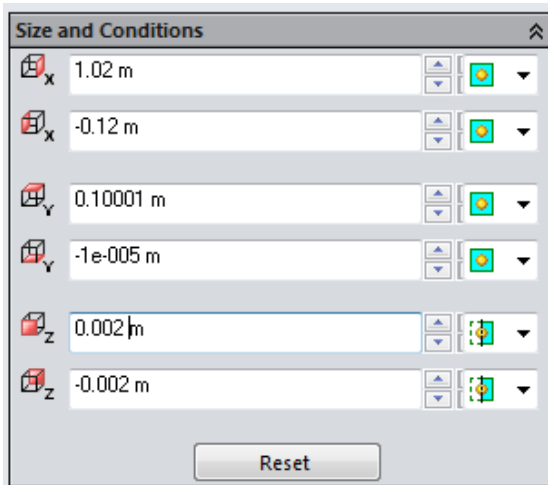 Size and Conditions
X 1.02 m
X -0.12 m
Y 0.10001 m
Y -1e-005 m
Z 0.002 m
Z -0.002 m
Reset